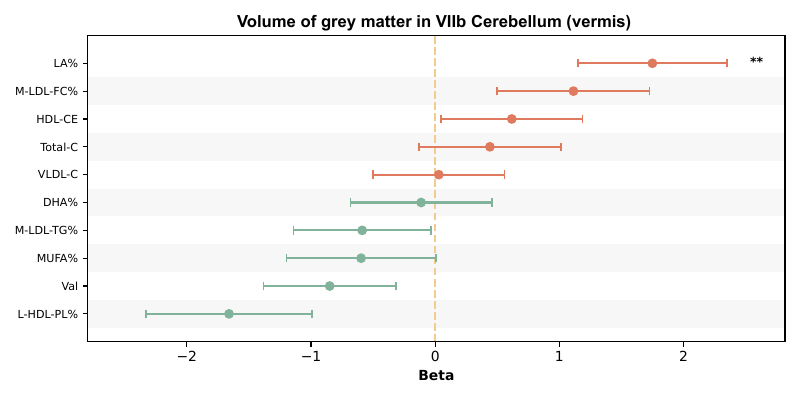 Volume of grey matter in VIIb Cerebellum (vermis)
LA%
**
M-LDL-FC%
HDL-CE
Total-C
VLDL-C
DHA%
M-LDL-TG%
MUFA%
Val
L-HDL-PL%
−2 −1 0 1 2
Beta